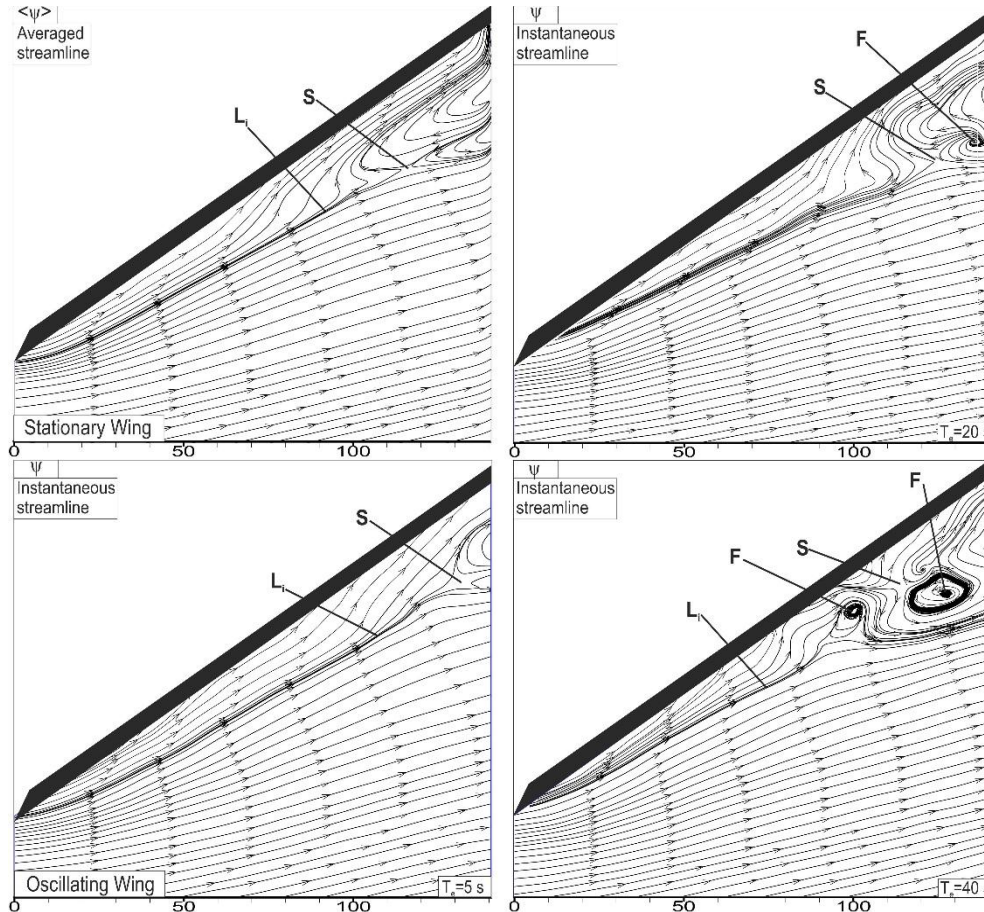 <ψ>
Averaged
streamline
S
Li
Stationary Wing
0 50 100
ψ
Instantaneous
streamline
F
S
Te=20 s
0 50 100
ψ
Instantaneous
streamline
S
Li
Oscillating Wing
Te=5 s
0 50 100
ψ
Instantaneous
streamline
F
S
F
Li
Te=40 s
0 50 100